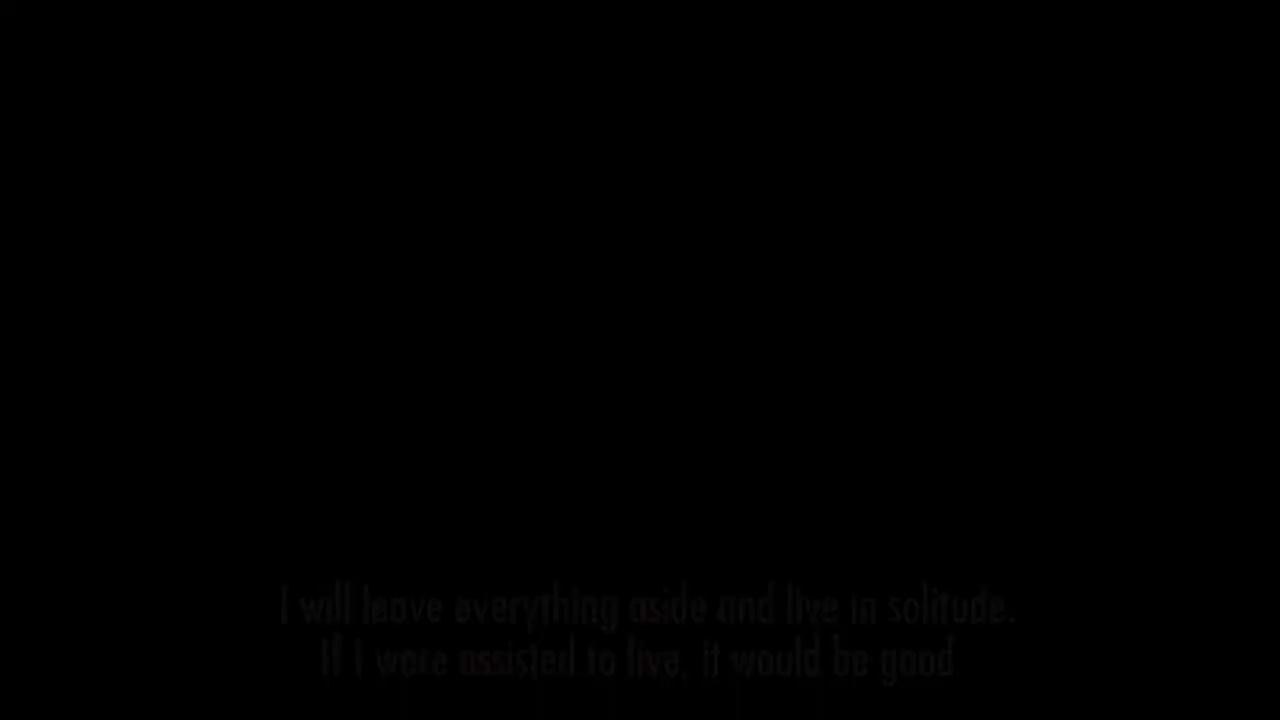 I will leave everything aside and live in solitude.
If I were assisted to live, it would be good